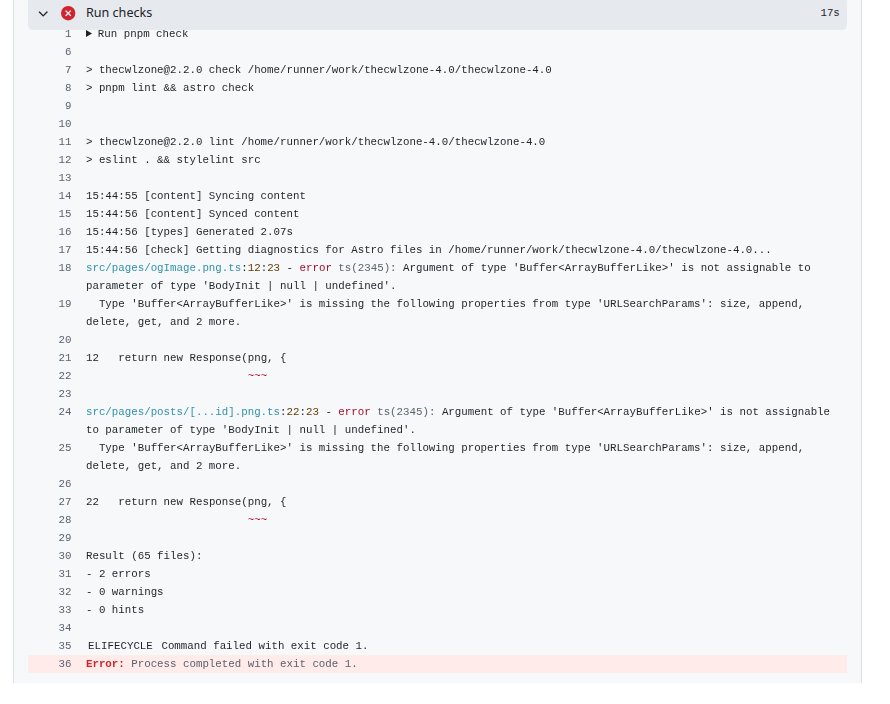 Run checks 17s
1 Run pnpm check
6
7 > thecwlzone@2.2.0 check /home/runner/work/thecwlzone-4.0/thecwlzone-4.0
8 > pnpm lint && astro check
9
10
11 > thecwlzone@2.2.0 lint /home/runner/work/thecwlzone-4.0/thecwlzone-4.0
12 > eslint . && stylelint src
13
14 15:44:55 [content] Syncing content
15 15:44:56 [content] Synced content
16 15:44:56 [types] Generated 2.07s
17 15:44:56 [check] Getting diagnostics for Astro files in /home/runner/work/thecwlzone-4.0/thecwlzone-4.0...
18 src/pages/ogImage.png.ts:12:23 - error ts(2345): Argument of type 'Buffer<ArrayBufferLike>' is not assignable to
parameter of type 'BodyInit | null | undefined'.
19 Type 'Buffer<ArrayBufferLike>' is missing the following properties from type 'URLSearchParams': size, append,
delete, get, and 2 more.
20
21 12 return new Response(png, {
22 ~~~
23
24 src/pages/posts/[...id].png.ts:22:23 - error ts(2345): Argument of type 'Buffer<ArrayBufferLike>' is not assignable
to parameter of type 'BodyInit | null | undefined'.
25 Type 'Buffer<ArrayBufferLike>' is missing the following properties from type 'URLSearchParams': size, append,
delete, get, and 2 more.
26
27 22 return new Response(png, {
28 ~~~
29
30 Result (65 files):
31 - 2 errors
32 - 0 warnings
33 - 0 hints
34
35 ELIFECYCLE Command failed with exit code 1.
36 Error: Process completed with exit code 1.